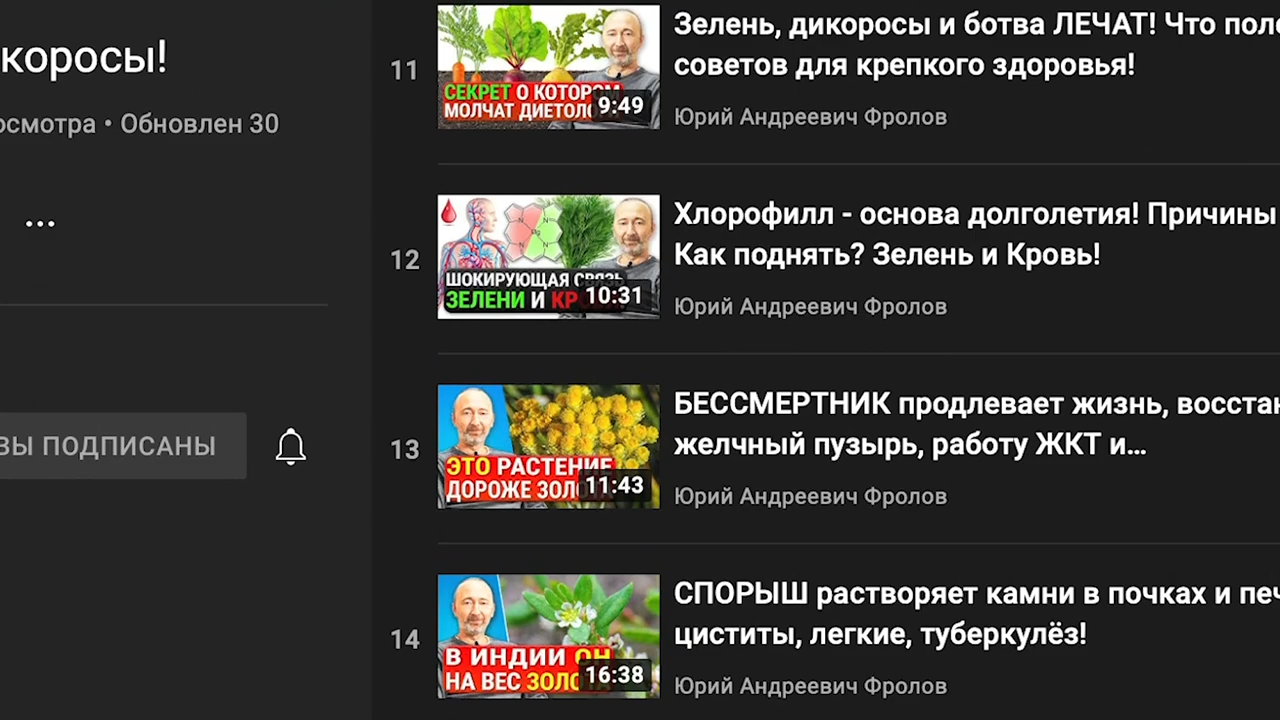 коросы!
осмотра • Обновлен 30
ВЫ ПОДПИСАНЫ
11
СЕКРЕТ О КОТОРОМ
МОЛЧАТ ДИЕТОЛО
9:49
Зелень, дикоросы и ботва ЛЕЧАТ! Что
советов для крепкого здоровья!
Юрий Андреевич Фролов
12
ШОКИРУЮЩАЯ СВЯЗЬ
ЗЕЛЕНИ И КР
10:31
Хлорофилл - основа долголетия! Причины
Как поднять? Зелень и Кровь!
Юрий Андреевич Фролов
13
ЭТО РАСТЕНИЕ
ДОРОЖЕ ЗОЛОТА
11:43
БЕССМЕРТНИК продлевает жизнь, восстан
желчный пузырь, работу ЖКТ и...
Юрий Андреевич Фролов
14
В ИНДИИ ОН
НА ВЕС ЗОЛОТА
16:38
СПОРЫШ растворяет камни в почках и печ
циститы, легкие, туберкулёз!
Юрий Андреевич Фролов